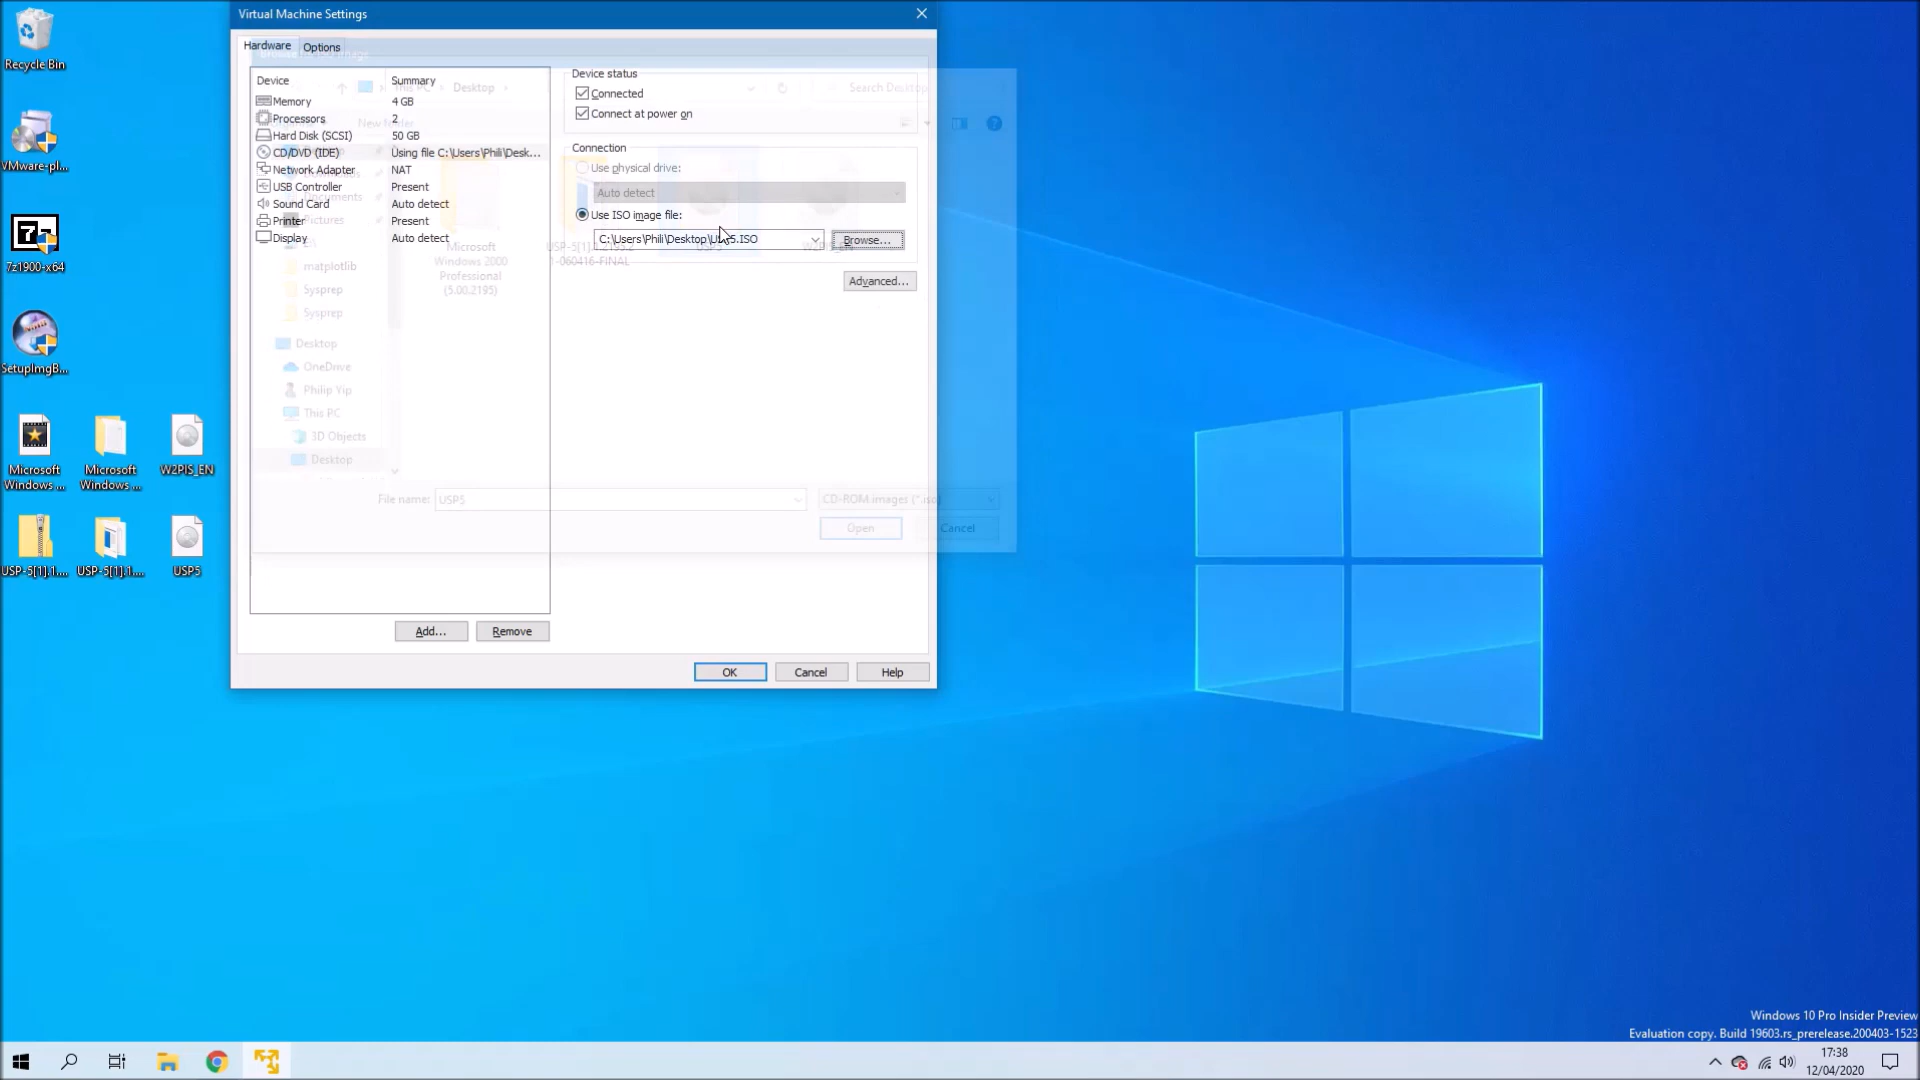 Virtual Machine Settings
Recycle Bin
VMware-pl...
7z1900-x64
SetupImgB...
Microsoft Windows ...
Microsoft Windows ...
W2PIS_EN
USP-5[1].1....
USP-5[1].1....
USP5
Hardware
Options
Device
Summary
Memory
4 GB
Processors
2
Hard Disk (SCSI)
50 GB
CD/DVD (IDE)
Using file C:\Users\Phili\Desk...
Network Adapter
NAT
USB Controller
Present
Sound Card
Auto detect
Printer
Present
Display
Auto detect
Device status
Connected
Connect at power on
Connection
Use physical drive:
Auto detect
Use ISO image file:
C:\Users\Phili\Desktop\USP5.ISO
Browse...
Advanced...
This PC
Desktop
Search Desktop
New folder
Documents
Pictures
matplotlib
Sysprep
Sysprep
Desktop
OneDrive
Philip Yip
This PC
3D Objects
Desktop
Microsoft
Windows 2000
Professional
(5.00.2195)
1-060416-FINAL
File name:
USP5
CD-ROM images (*.iso)
Open
Cancel
Add...
Remove
OK
Cancel
Help
Windows 10 Pro Insider Preview
Evaluation copy. Build 19603.rs_prerelease.200403-1523
17:38
12/04/2020